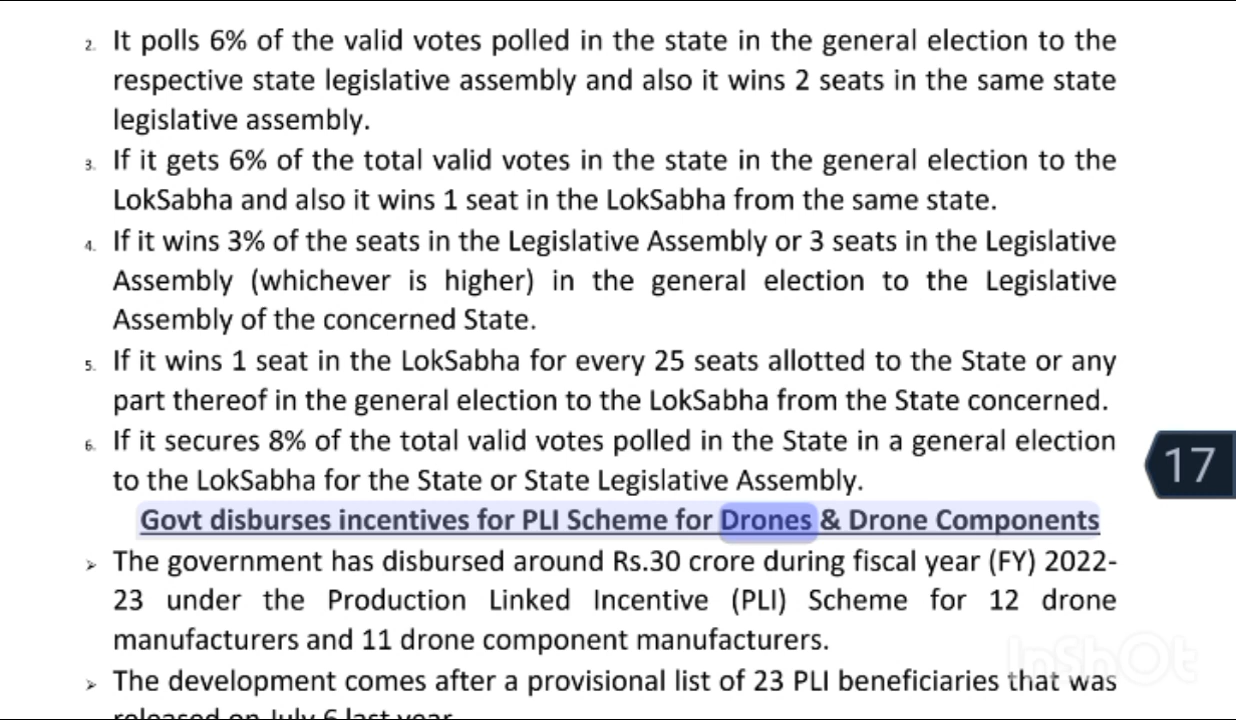 2. It polls 6% of the valid votes polled in the state in the general election to the
respective state legislative assembly and also it wins 2 seats in the same state
legislative assembly.
3. If it gets 6% of the total valid votes in the state in the general election to the
LokSabha and also it wins 1 seat in the LokSabha from the same state.
4. If it wins 3% of the seats in the Legislative Assembly or 3 seats in the Legislative
Assembly (whichever is higher) in the general election to the Legislative
Assembly of the concerned State.
5. If it wins 1 seat in the LokSabha for every 25 seats allotted to the State or any
part thereof in the general election to the LokSabha from the State concerned.
6. If it secures 8% of the total valid votes polled in the State in a general election
to the LokSabha for the State or State Legislative Assembly.
17
Govt disburses incentives for PLI Scheme for Drones & Drone Components
➢ The government has disbursed around Rs.30 crore during fiscal year (FY) 2022-
23 under the Production Linked Incentive (PLI) Scheme for 12 drone
manufacturers and 11 drone component manufacturers.
InShOt
➢ The development comes after a provisional list of 23 PLI beneficiaries that was
released on July 6 last year.